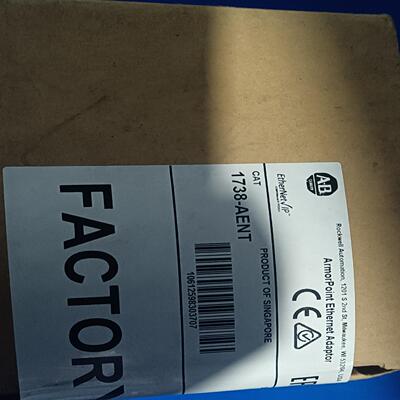 AB
Rockwell Automation, 1201 S 2nd St, Milwaukee, WI 53204, USA
ArmorPoint Ethernet Adaptor
EtherNet/IP
CAT
1738-AENT
PRODUCT OF SINGAPORE
10612598303707
FACTORY